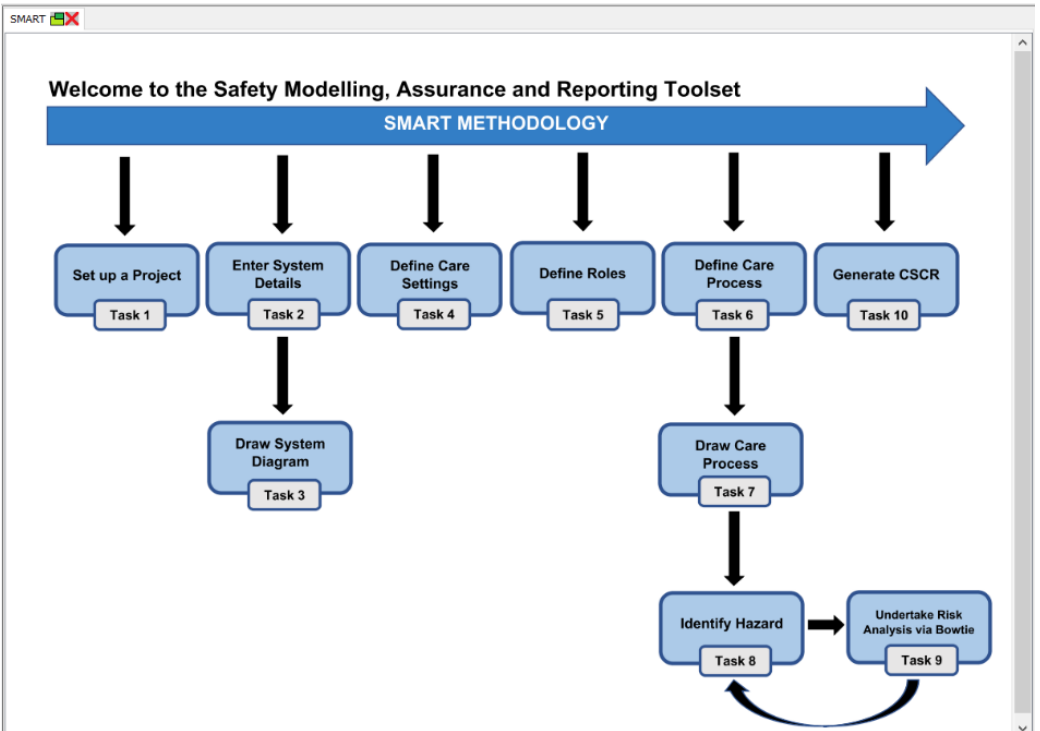 SMART
Welcome to the Safety Modelling, Assurance and Reporting Toolset
SMART METHODOLOGY
Set up a Project
Task 1
Enter System
Details
Task 2
Define Care
Settings
Task 4
Define Roles
Task 5
Define Care
Process
Task 6
Generate CSCR
Task 10
Draw System
Diagram
Task 3
Draw Care
Process
Task 7
Identify Hazard
Task 8
Undertake Risk
Analysis via Bowtie
Task 9